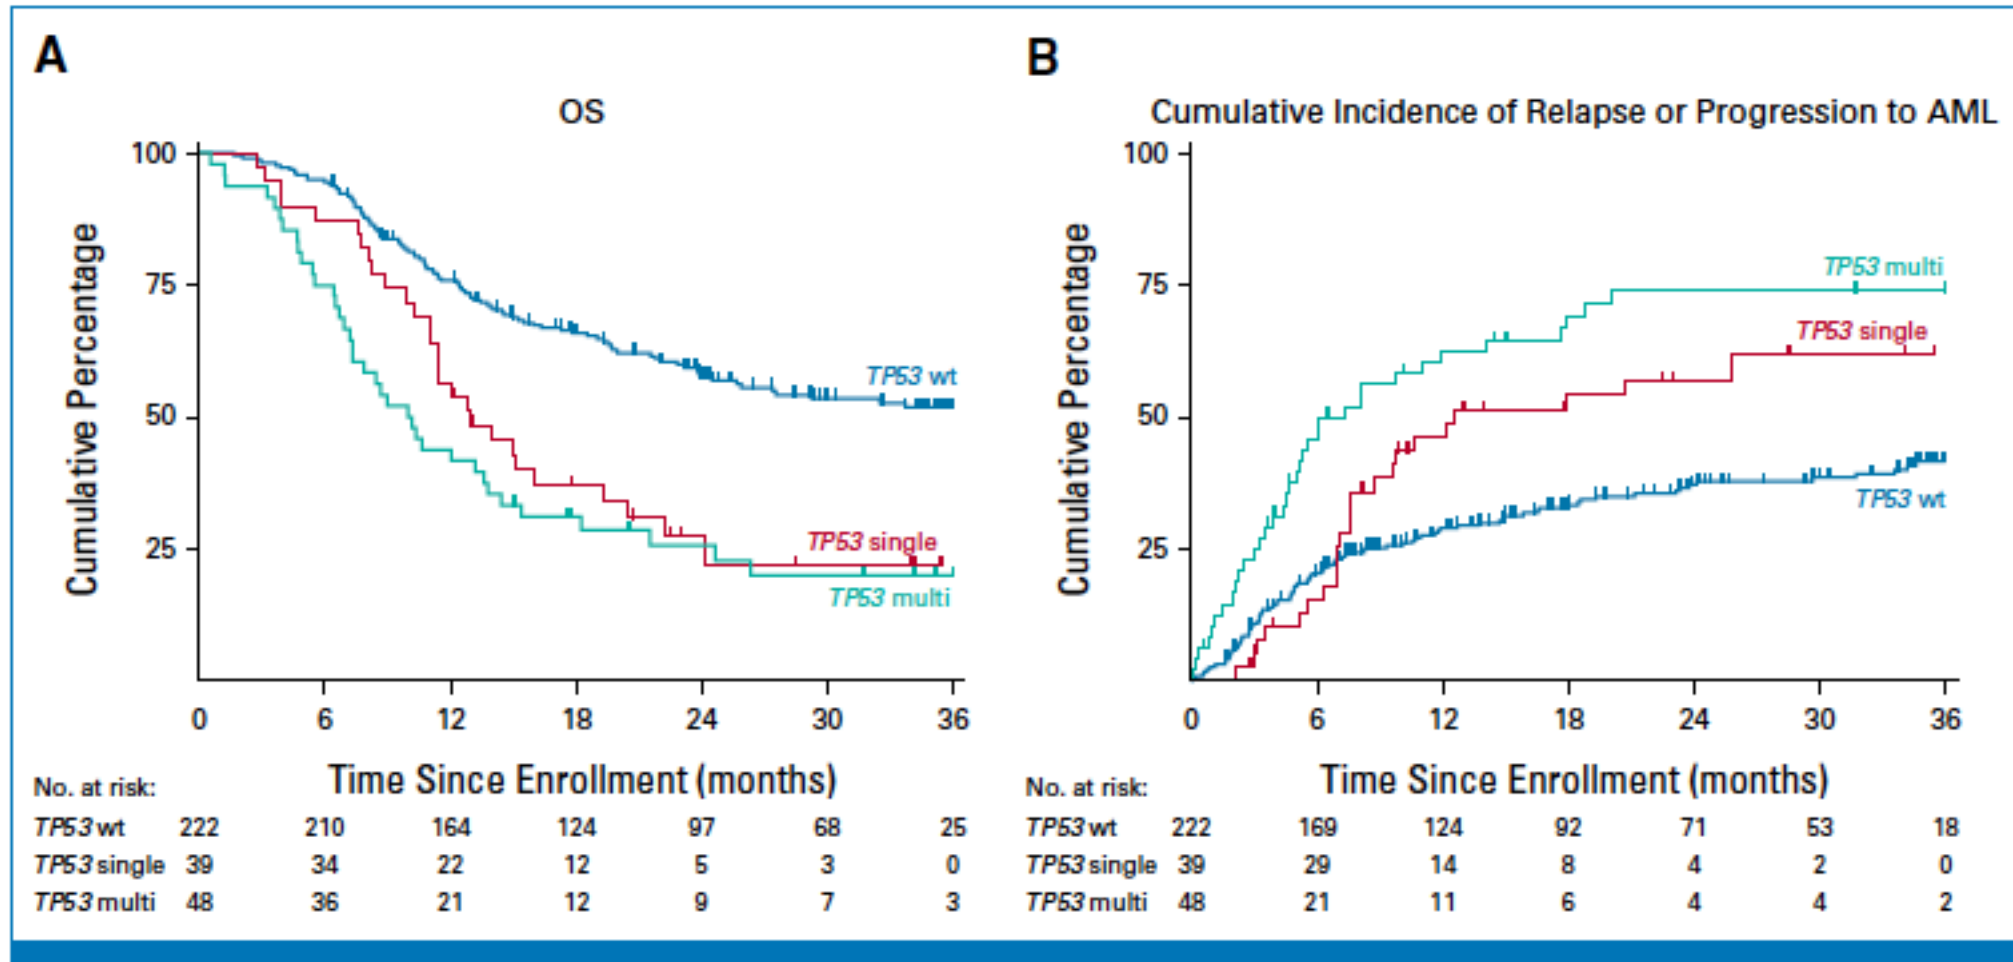 A
OS
Cumulative Percentage
100
75
50
25
TP53 wt
TP53 single
TP53 multi
0 6 12 18 24 30 36
Time Since Enrollment (months)
No. at risk:
TP53 wt 222 210 164 124 97 68 25
TP53 single 39 34 22 12 5 3 0
TP53 multi 48 36 21 12 9 7 3
B
Cumulative Incidence of Relapse or Progression to AML
Cumulative Percentage
100
75
50
25
TP53 multi
TP53 single
TP53 wt
0 6 12 18 24 30 36
Time Since Enrollment (months)
No. at risk:
TP53 wt 222 169 124 92 71 53 18
TP53 single 39 29 14 8 4 2 0
TP53 multi 48 21 11 6 4 4 2